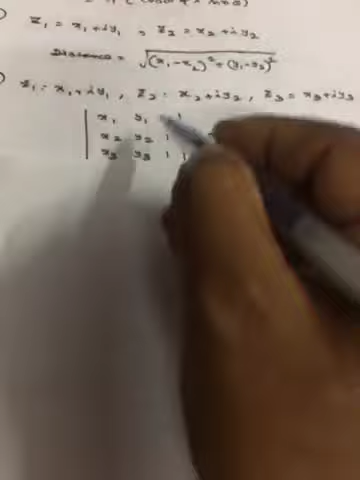 Z₁ = x₁ + iy₁ , Z₂ = x₂ + iy₂
Distance = √(x₁-x₂)² + (y₁-y₂)²
Z₁ = x₁ + iy₁ , Z₂ = x₂ + iy₂ , Z₃ = x₃ + iy₃
| x₁ y₁ 1
x₂ y₂ 1
x₃ y₃ 1 |